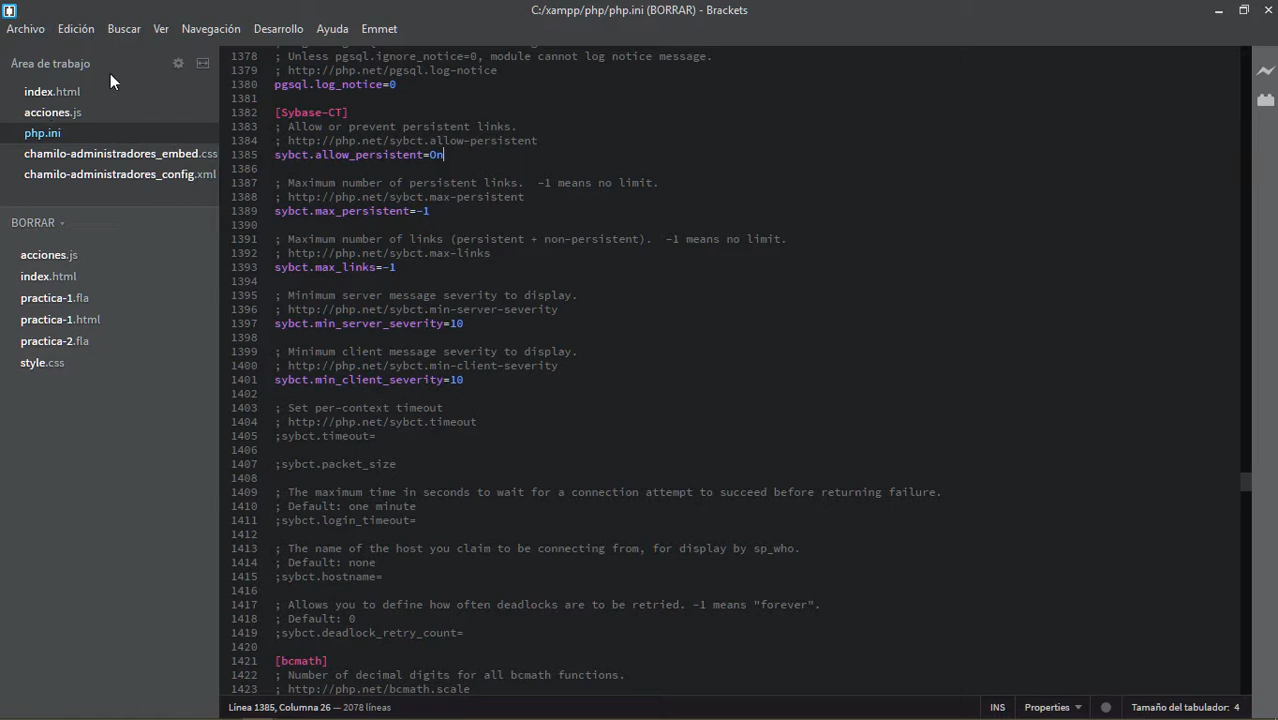 C:/xampp/php/php.ini (BORRAR) - Brackets
Archivo Edición Buscar Ver Navegación Desarrollo Ayuda Emmet
Área de trabajo
index.html
acciones.js
php.ini
chamilo-administradores_embed.css
chamilo-administradores_config.xml
BORRAR
acciones.js
index.html
practica-1.fla
practica-1.html
practica-2.fla
style.css
1378 ; Unless pgsql.ignore_notice=0, module cannot log notice message.
1379 ; http://php.net/pgsql.log-notice
1380 pgsql.log_notice=0
1381
1382 [Sybase-CT]
1383 ; Allow or prevent persistent links.
1384 ; http://php.net/sybct.allow-persistent
1385 sybct.allow_persistent=On
1386
1387 ; Maximum number of persistent links.  -1 means no limit.
1388 ; http://php.net/sybct.max-persistent
1389 sybct.max_persistent=-1
1390
1391 ; Maximum number of links (persistent + non-persistent).  -1 means no limit.
1392 ; http://php.net/sybct.max-links
1393 sybct.max_links=-1
1394
1395 ; Minimum server message severity to display.
1396 ; http://php.net/sybct.min-server-severity
1397 sybct.min_server_severity=10
1398
1399 ; Minimum client message severity to display.
1400 ; http://php.net/sybct.min-client-severity
1401 sybct.min_client_severity=10
1402
1403 ; Set per-context timeout
1404 ; http://php.net/sybct.timeout
1405 ;sybct.timeout=
1406
1407 ;sybct.packet_size
1408
1409 ; The maximum time in seconds to wait for a connection attempt to succeed before returning failure.
1410 ; Default: one minute
1411 ;sybct.login_timeout=
1412
1413 ; The name of the host you claim to be connecting from, for display by sp_who.
1414 ; Default: none
1415 ;sybct.hostname=
1416
1417 ; Allows you to define how often deadlocks are to be retried. -1 means "forever".
1418 ; Default: 0
1419 ;sybct.deadlock_retry_count=
1420
1421 [bcmath]
1422 ; Number of decimal digits for all bcmath functions.
1423 ; http://php.net/bcmath.scale
Línea 1385, Columna 26 — 2078 líneas
INS Properties Tamaño del tabulador: 4